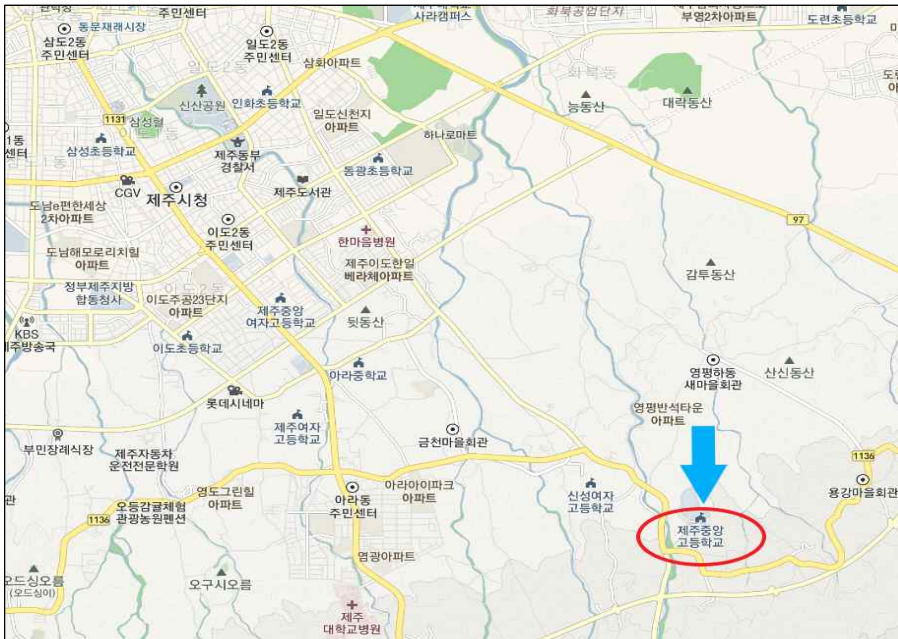 동문재래시장
삼도2동
주민센터
일도2동
주민센터
삼화아파트
사라캠퍼스
화북공업단지
부영2차아파트
도련초등학교
일도2동
화북동
신산공원
인화초등학교
능동산
대락동산
1131
삼성혈
일도신천지
아파트
하나로마트
1동
센터
삼성초등학교
제주동부
경찰서
동광초등학교
CGV
제주시청
제주도서관
도남e편한세상
2차아파트
이도2동
주민센터
97
한마음병원
도남해모로리치힐
아파트
제주이도한일
베라체아파트
감투동산
정부제주지방
합동청사
이도2동
이도주공23단지
아파트
제주중앙
여자고등학교
뒷동산
KBS
제주방송국
이도초등학교
영평하동
새마을회관
산신동산
아라중학교
롯데시네마
제주여자
고등학교
영평반석타운
아파트
부민장례식장
제주자동차
운전전문학원
금천마을회관
1136
용강마을회관
영도그린힐
아파트
아라아이파크
아파트
신성여자
고등학교
아라동
주민센터
오등감귤체험
관광농원펜션
1136
제주중앙
고등학교
염광아파트
오드싱오름
(오드싱이)
오구시오름
제주
대학교병원